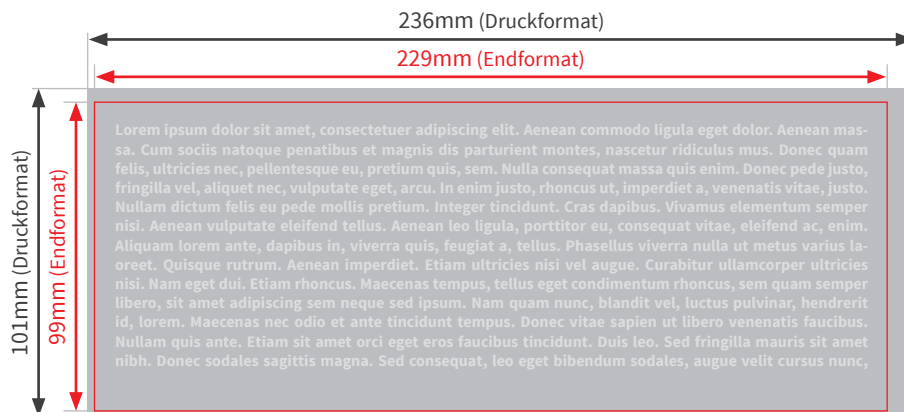 236mm (Druckformat)
229mm (Endformat)
101mm (Druckformat)
99mm (Endformat)
Lorem ipsum dolor sit amet, consectetuer adipiscing elit. Aenean commodo ligula eget dolor. Aenean mas-
sa. Cum sociis natoque penatibus et magnis dis parturient montes, nascetur ridiculus mus. Donec quam
felis, ultricies nec, pellentesque eu, pretium quis, sem. Nulla consequat massa quis enim. Donec pede justo,
fringilla vel, aliquet nec, vulputate eget, arcu. In enim justo, rhoncus ut, imperdiet a, venenatis vitae, justo.
Nullam dictum felis eu pede mollis pretium. Integer tincidunt. Cras dapibus. Vivamus elementum semper
nisi. Aenean vulputate eleifend tellus. Aenean leo ligula, porttitor eu, consequat vitae, eleifend ac, enim.
Aliquam lorem ante, dapibus in, viverra quis, feugiat a, tellus. Phasellus viverra nulla ut metus varius la-
oreet. Quisque rutrum. Aenean imperdiet. Etiam ultricies nisi vel augue. Curabitur ullamcorper ultricies
nisi. Nam eget dui. Etiam rhoncus. Maecenas tempus, tellus eget condimentum rhoncus, sem quam semper
libero, sit amet adipiscing sem neque sed ipsum. Nam quam nunc, blandit vel, luctus pulvinar, hendrerit
id, lorem. Maecenas nec odio et ante tincidunt tempus. Donec vitae sapien ut libero venenatis faucibus.
Nullam quis ante. Etiam sit amet orci eget eros faucibus tincidunt. Duis leo. Sed fringilla mauris sit amet
nibh. Donec sodales sagittis magna. Sed consequat, leo eget bibendum sodales, augue velit cursus nunc,